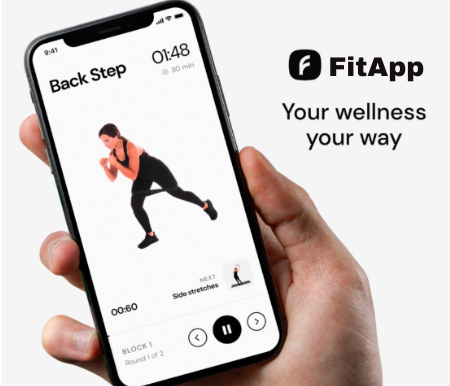 9:41
Back Step
01:48
30 min
NEXT
Side stretches
00:60
BLOCK 1
Round 1 of 2
FitApp
Your wellness
your way